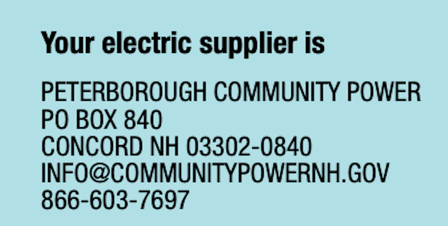 Your electric supplier is
PETERBOROUGH COMMUNITY POWER
PO BOX 840
CONCORD NH 03302-0840
INFO@COMMUNITYPOWERNH.GOV
866-603-7697